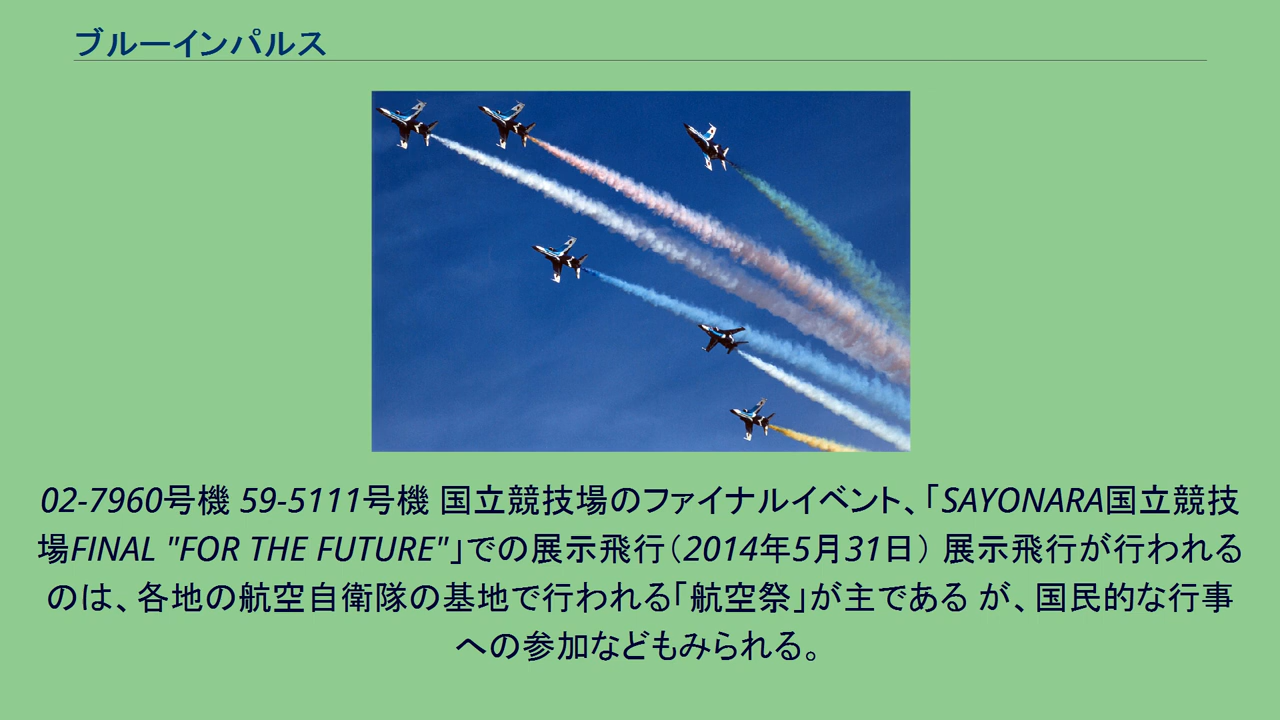 ブルーインパルス
02-7960号機 59-5111号機 国立競技場のファイナルイベント、「SAYONARA国立競技
場FINAL "FOR THE FUTURE"」での展示飛行（2014年5月31日） 展示飛行が行われる
のは、各地の航空自衛隊の基地で行われる「航空祭」が主である が、国民的な行事
への参加などもみられる。